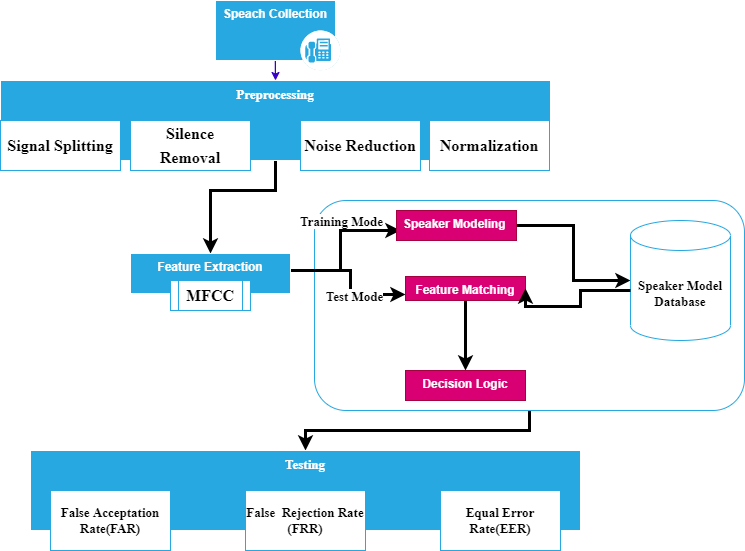 Speach Collection
Preprocessing
Signal Splitting
Silence
Removal
Noise Reduction
Normalization
Training Mode
Speaker Modeling
Feature Extraction
MFCC
Test Mode
Feature Matching
Speaker Model
Database
Decision Logic
Testing
False Acceptation
Rate(FAR)
False Rejection Rate
(FRR)
Equal Error
Rate(EER)